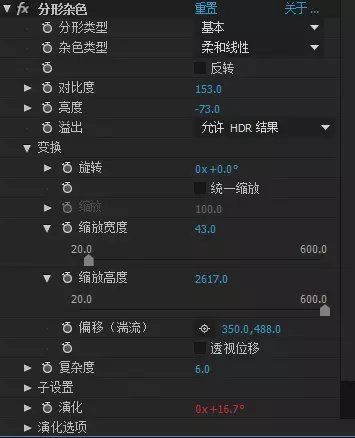 fx 分形杂色 重置 关于...
分形类型 基本
杂色类型 柔和线性
反转
对比度 153.0
亮度 -73.0
溢出 允许 HDR 结果
变换
旋转 0x+0.0°
统一缩放
缩放 100.0
缩放宽度 43.0
20.0 600.0
缩放高度 2617.0
20.0 600.0
偏移（湍流） 350.0,488.0
透视位移
复杂度 6.0
子设置
演化 0x+16.7°
演化选项